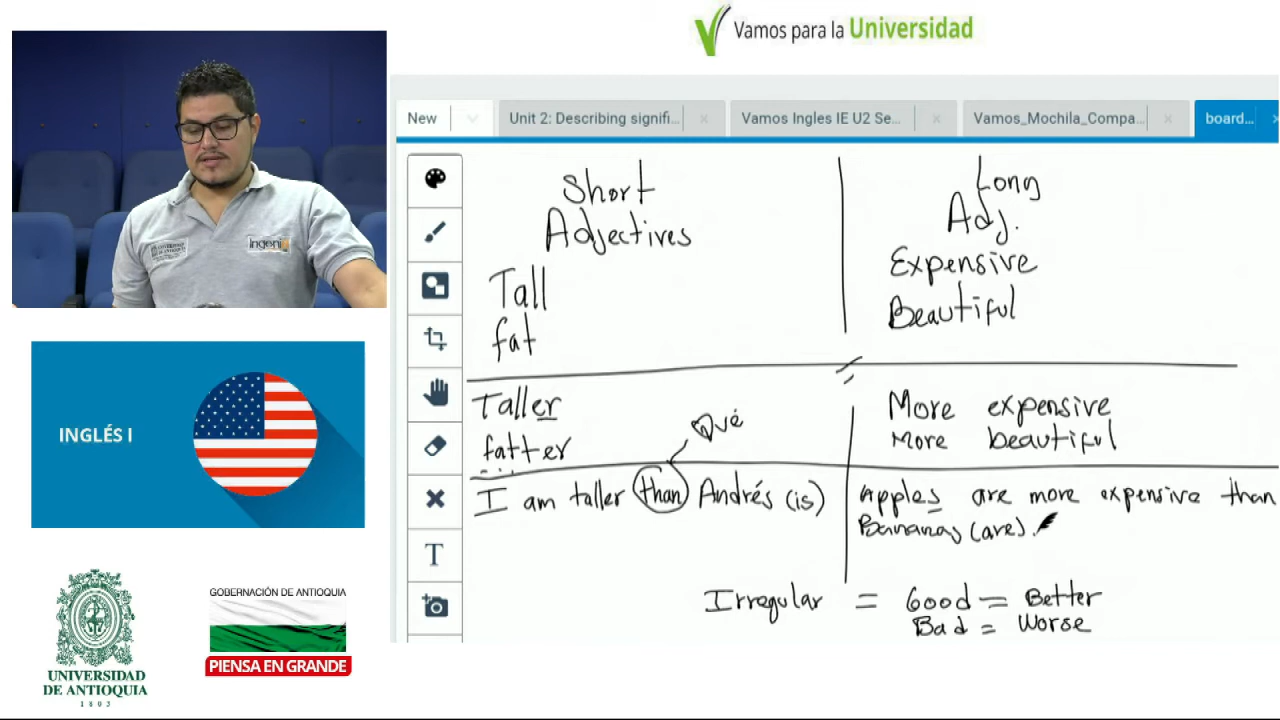 Vamos para la Universidad
New
Unit 2: Describing signifi...
Vamos Ingles IE U2 Se...
Vamos_Mochila_Compa...
board...
Short
Adjectives
Long
Adj.
Tall
fat
Expensive
Beautiful
Taller
fatter
Qué
More expensive
More beautiful
I am taller than Andrés (is)
Apples are more expensive than
Bananas (are).
Irregular = Good = Better
Bad = Worse
Ingeni@
INGLÉS I
UNIVERSIDAD
DE ANTIOQUIA
1803
GOBERNACIÓN DE ANTIOQUIA
PIENSA EN GRANDE
T